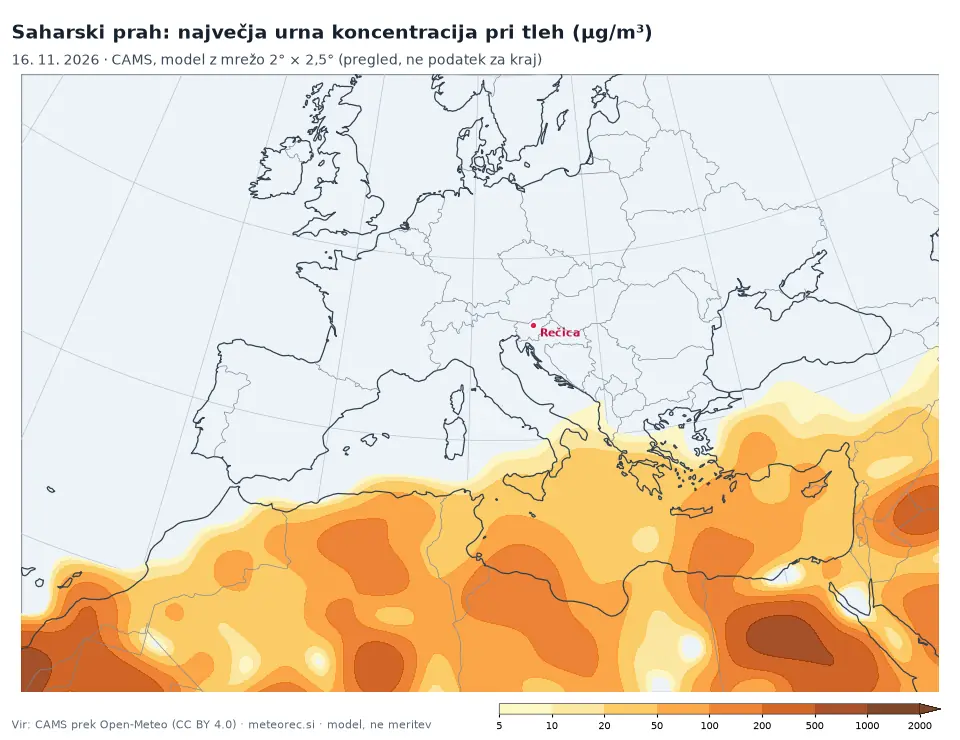 Saharski prah: največja urna koncentracija pri tleh (µg/m³)
16. 11. 2026 · CAMS, model z mrežo 2° × 2,5° (pregled, ne podatek za kraj)
Rečica
Vir: CAMS prek Open-Meteo (CC BY 4.0) · meteorec.si · model, ne meritev
5 10 20 50 100 200 500 1000 2000